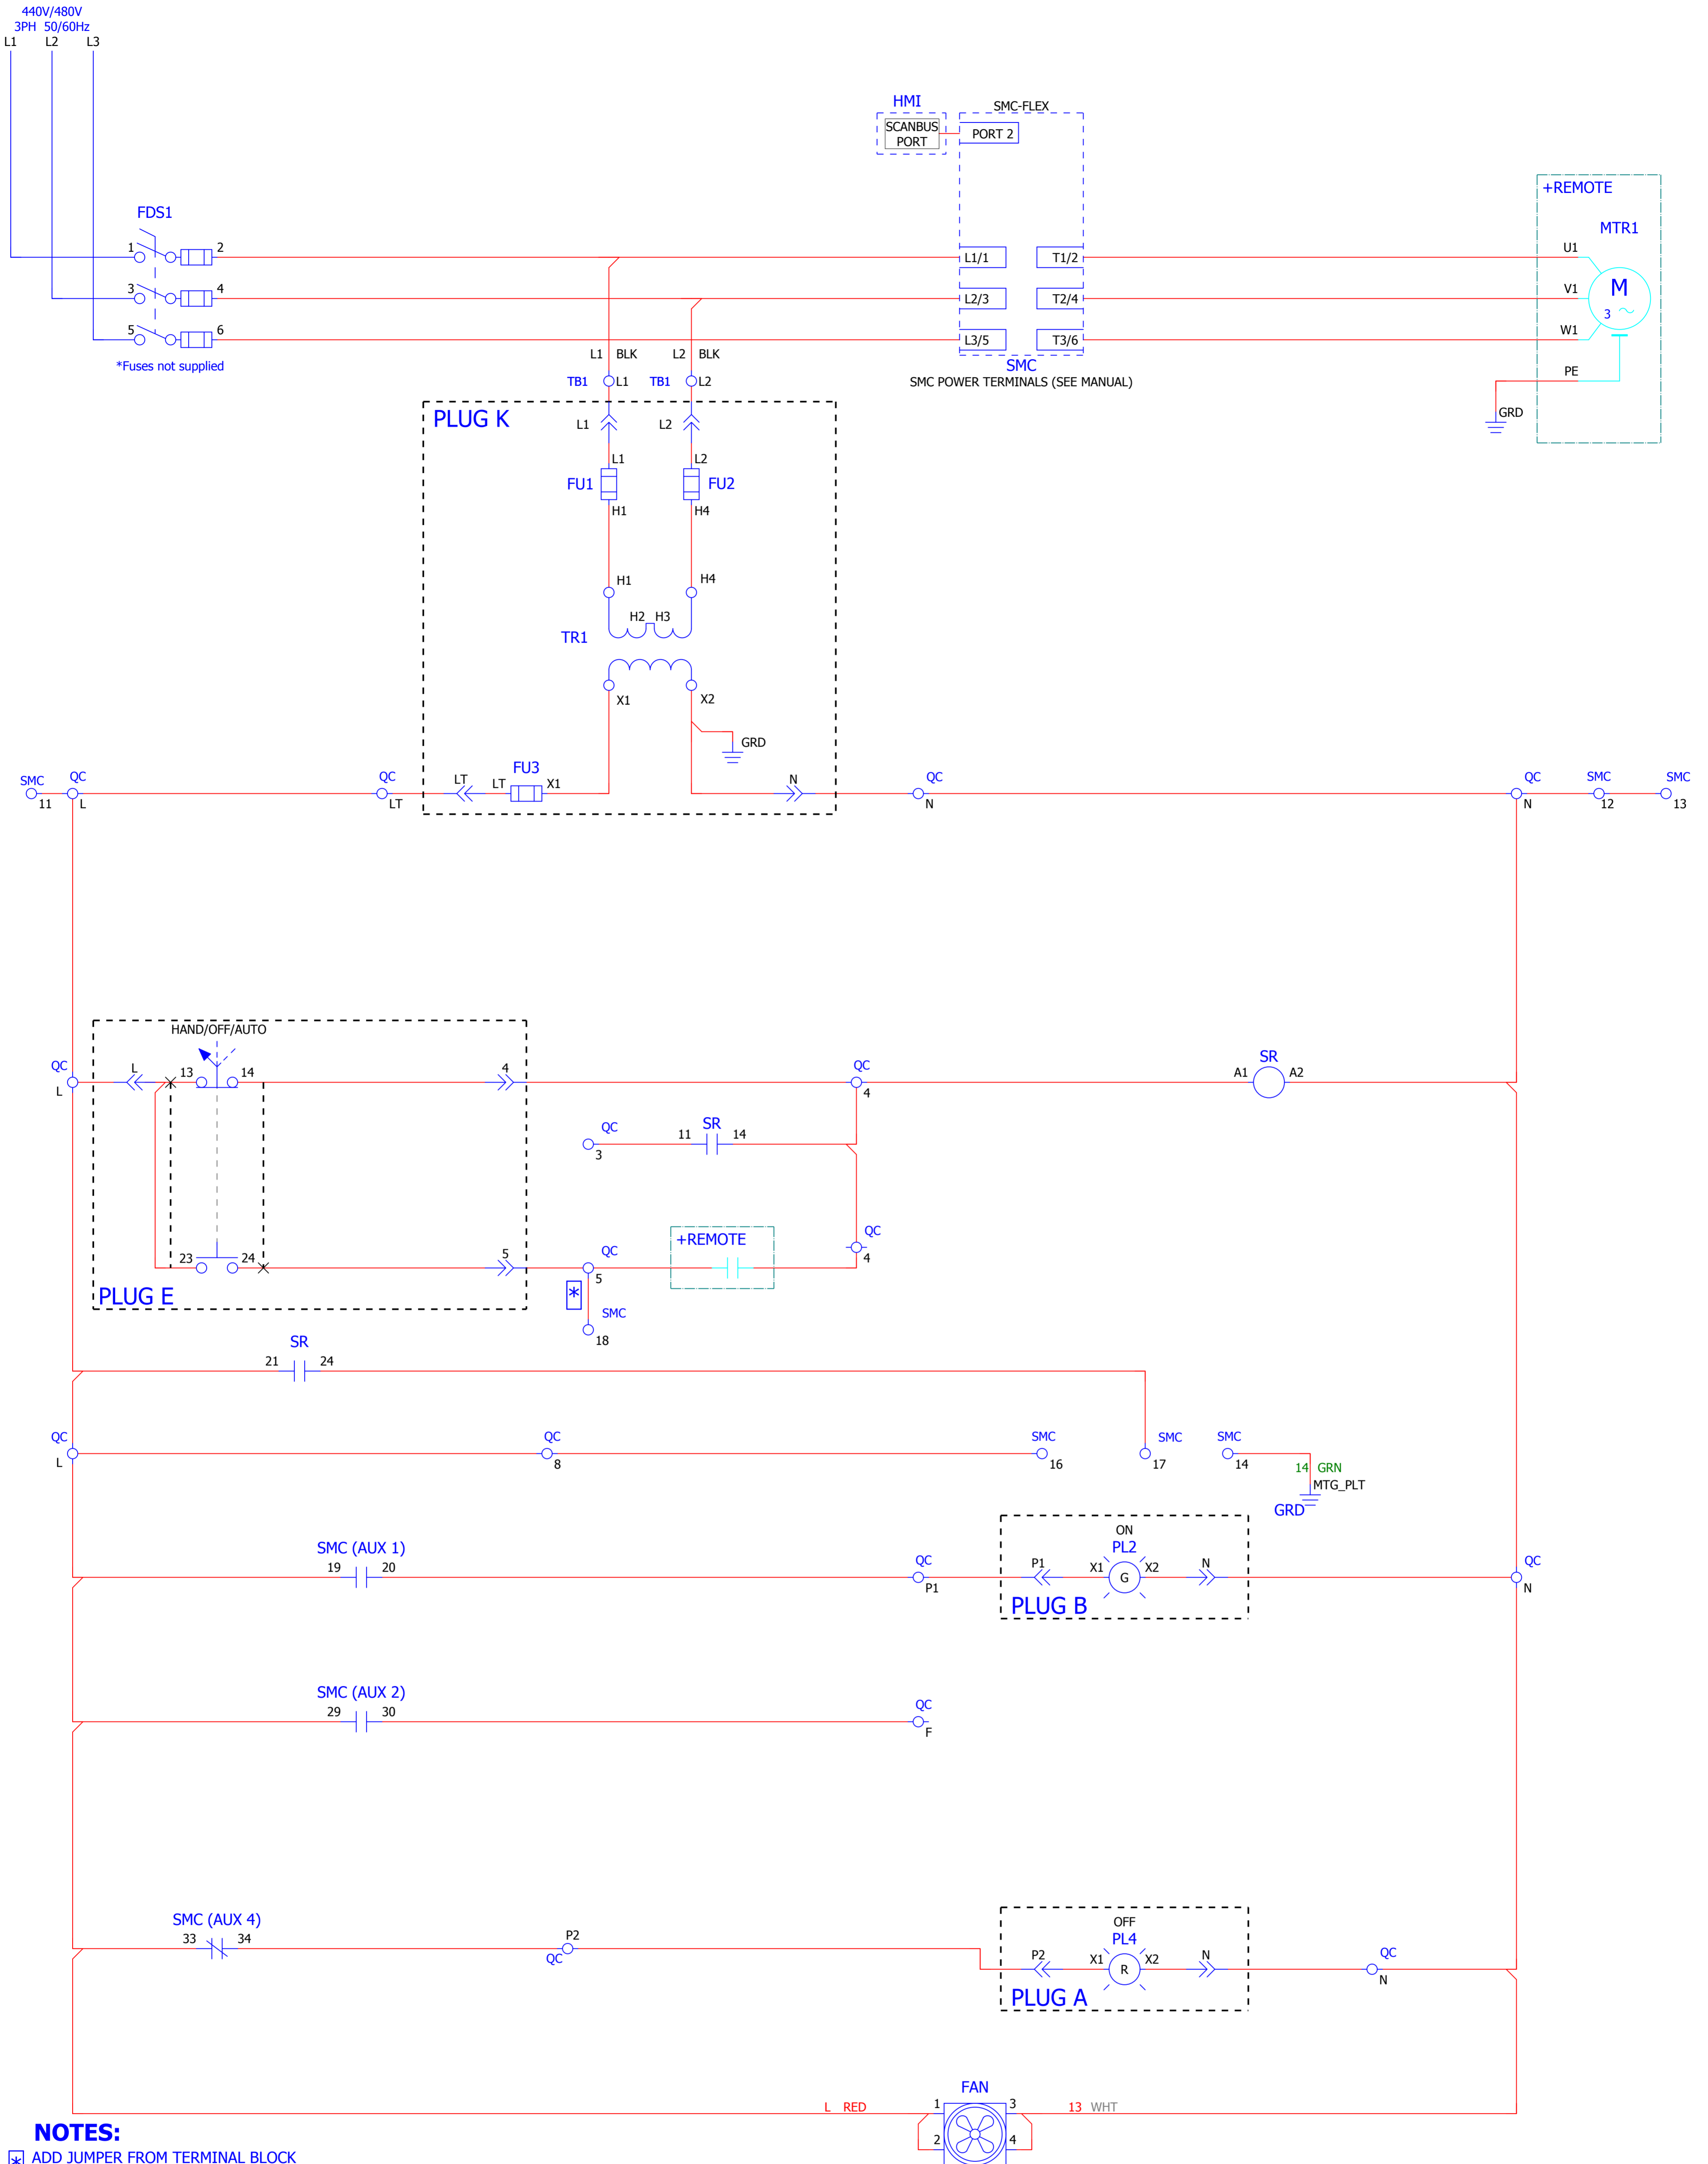 440V/480V
3PH 50/60Hz
L1 L2 L3
HMI
SCANBUS
PORT
SMC-FLEX
PORT 2
+REMOTE
MTR1
FDS1
1 2
3 4
5 6
*Fuses not supplied
L1/1 T1/2
L2/3 T2/4
L3/5 T3/6
SMC
SMC POWER TERMINALS (SEE MANUAL)
U1
V1
W1
PE
M
3
GRD
L1 BLK L2 BLK
TB1 L1 TB1 L2
PLUG K
L1 L2
L1 L2
FU1 FU2
H1 H4
H1 H4
H2 H3
TR1
X1 X2
GRD
SMC
11
QC
L
QC
LT
LT
LT
FU3
X1
N
QC
N
QC
N
SMC
12
SMC
13
HAND/OFF/AUTO
QC
L
L
13 14
4
QC
4
SR
A1 A2
QC
3
SR
11 14
QC
4
+REMOTE
23 24
5
QC
5
PLUG E
*
SMC
18
SR
21 24
QC
L
QC
8
SMC
16
SMC
17
SMC
14
14 GRN
MTG_PLT
GRD
SMC (AUX 1)
19 20
QC
P1
ON
PL2
P1 X1 G X2 N
PLUG B
QC
N
SMC (AUX 2)
29 30
QC
F
SMC (AUX 4)
33 34
P2
QC
OFF
PL4
P2 X1 R X2 N
PLUG A
QC
N
FAN
L RED
1 3
2 4
13 WHT
NOTES:
* ADD JUMPER FROM TERMINAL BLOCK